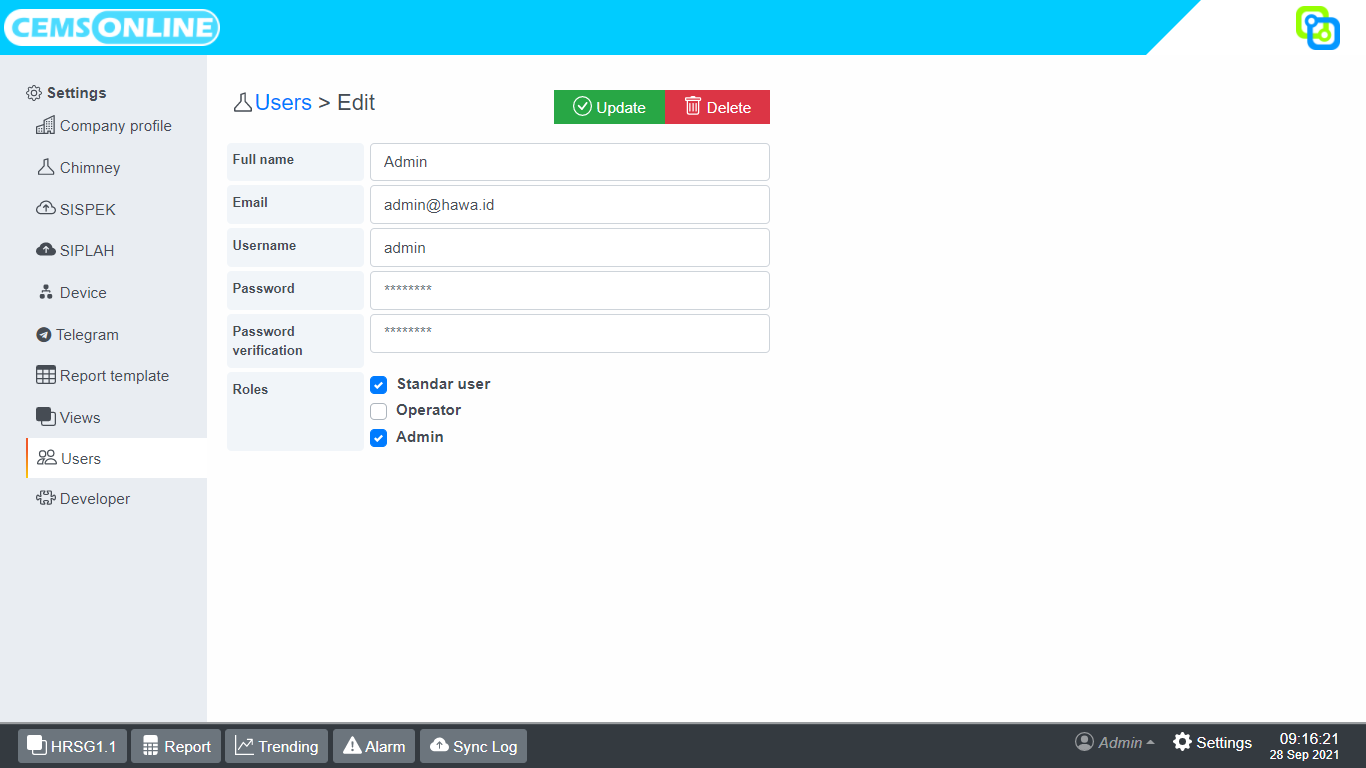 CEMSONLINE
Settings
Company profile
Chimney
SISPEK
SIPLAH
Device
Telegram
Report template
Views
Users
Developer
Users > Edit
Update
Delete
Full name
Admin
Email
admin@hawa.id
Username
admin
Password
********
Password
verification
********
Roles
Standar user
Operator
Admin
HRSG1.1
Report
Trending
Alarm
Sync Log
Admin
Settings
09:16:21
28 Sep 2021